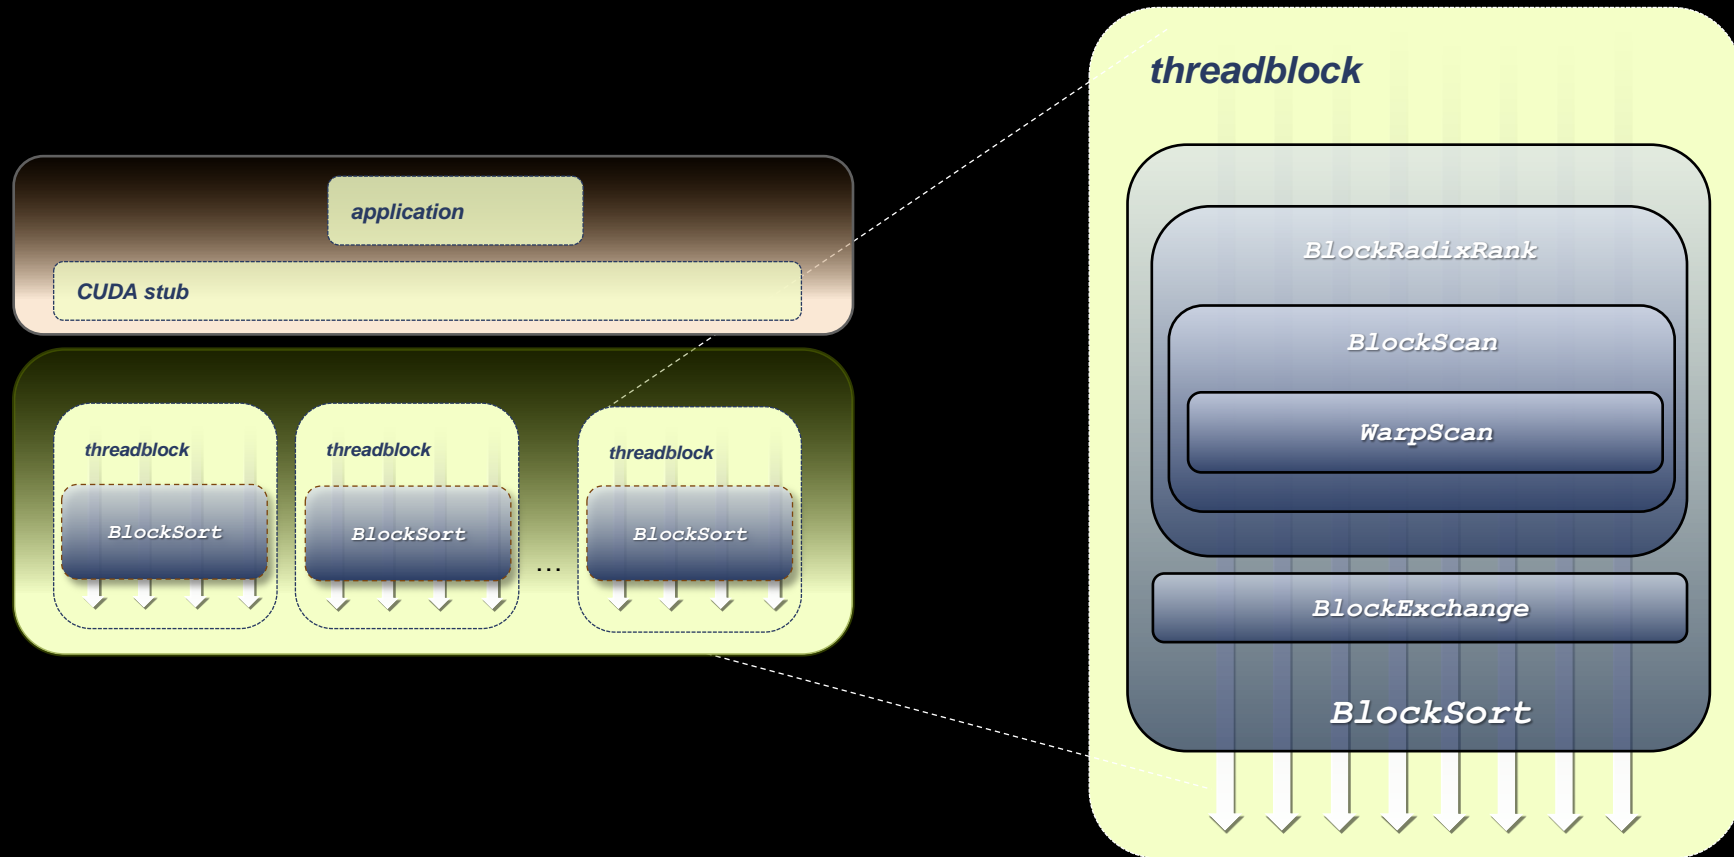 application
CUDA stub
threadblock
BlockSort
threadblock
BlockSort
...
threadblock
BlockSort
threadblock
BlockRadixRank
BlockScan
WarpScan
BlockExchange
BlockSort